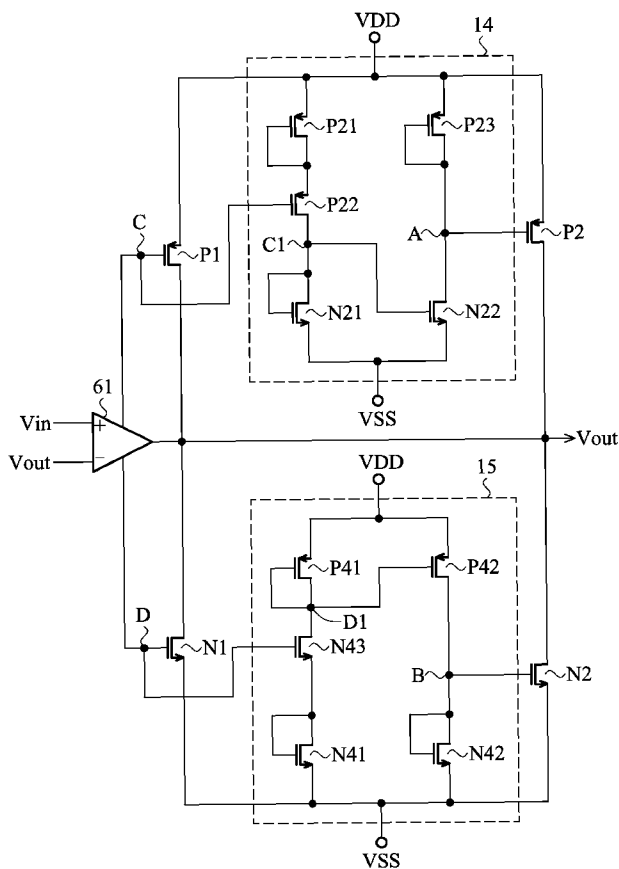 VDD
14
P21
P23
P22
C
P1
C1
A
P2
N21
N22
61
VSS
Vin
+
Vout
−
Vout
VDD
15
P41
P42
D1
D
N1
N43
B
N2
N41
N42
VSS